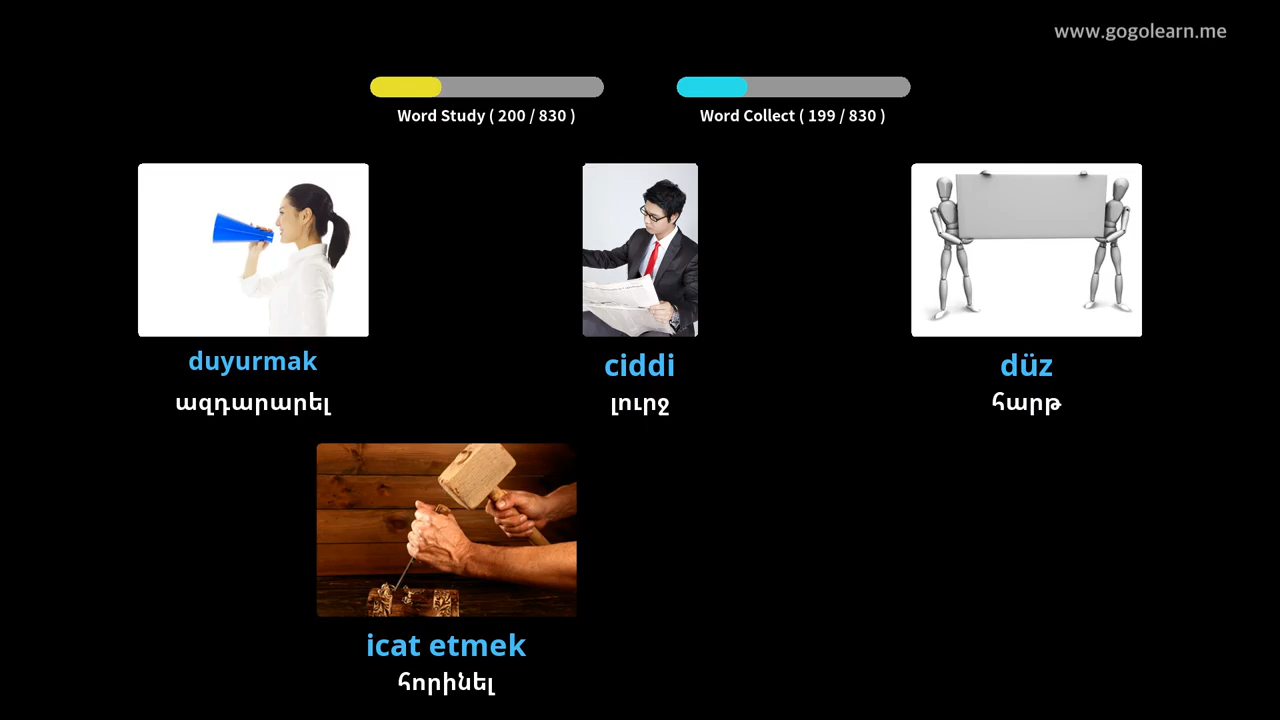 www.gogolearn.me
Word Study ( 200 / 830 )
Word Collect ( 199 / 830 )
duyurmak
ազդարարել
ciddi
լուրջ
düz
հարթ
icat etmek
հորինել